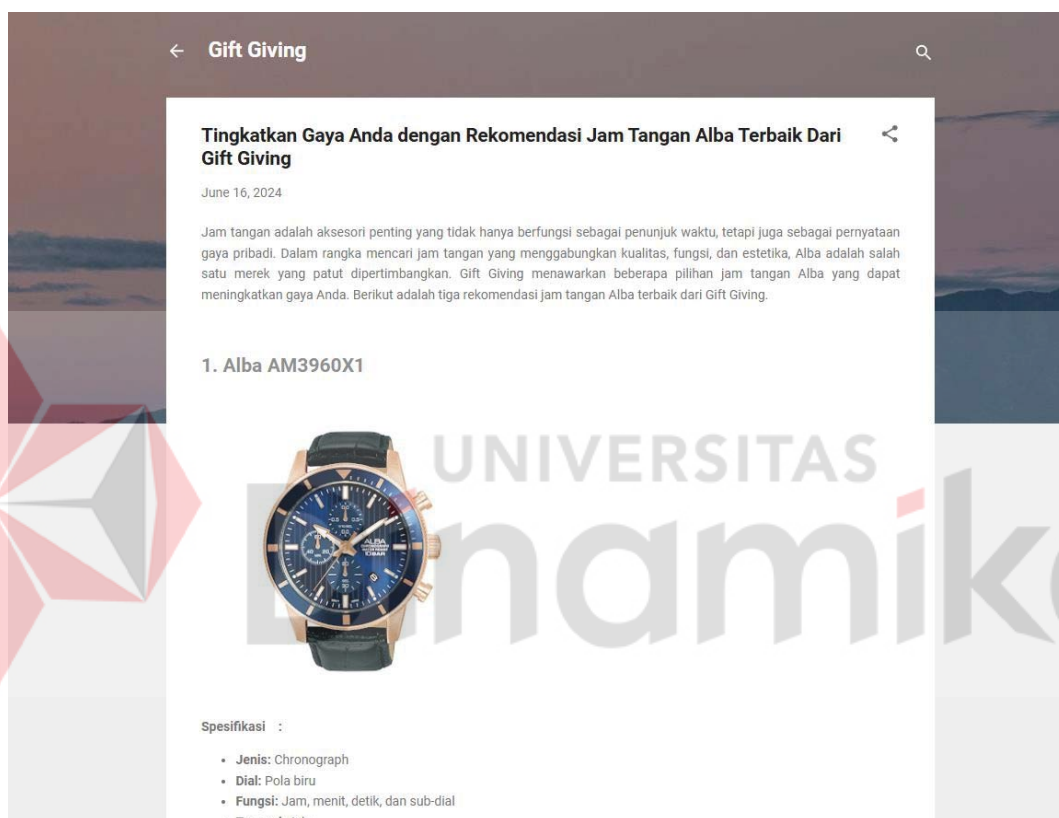 Gift Giving
Tingkatkan Gaya Anda dengan Rekomendasi Jam Tangan Alba Terbaik Dari
Gift Giving
June 16, 2024
Jam tangan adalah aksesori penting yang tidak hanya berfungsi sebagai penunjuk waktu, tetapi juga sebagai pernyataan
gaya pribadi. Dalam rangka mencari jam tangan yang menggabungkan kualitas, fungsi, dan estetika, Alba adalah salah
satu merek yang patut dipertimbangkan. Gift Giving menawarkan beberapa pilihan jam tangan Alba yang dapat
meningkatkan gaya Anda. Berikut adalah tiga rekomendasi jam tangan Alba terbaik dari Gift Giving.
1. Alba AM3960X1
UNIVERSITAS
ALBA
10BAR
Spesifikasi :
• Jenis: Chronograph
• Dial: Pola biru
• Fungsi: Jam, menit, detik, dan sub-dial